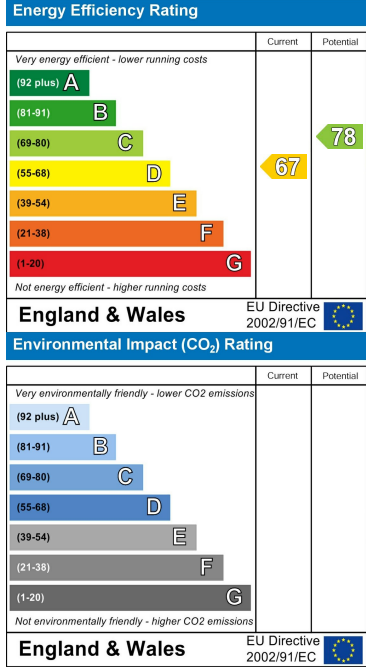 Energy Efficiency Rating
Current Potential
Very energy efficient - lower running costs
(92 plus) A
(81-91) B
(69-80) C
(55-68) D
(39-54) E
(21-38) F
(1-20) G
67
78
Not energy efficient - higher running costs
England & Wales
EU Directive
2002/91/EC
Environmental Impact (CO₂) Rating
Current Potential
Very environmentally friendly - lower CO2 emissions
(92 plus) A
(81-91) B
(69-80) C
(55-68) D
(39-54) E
(21-38) F
(1-20) G
Not environmentally friendly - higher CO2 emissions
England & Wales
EU Directive
2002/91/EC